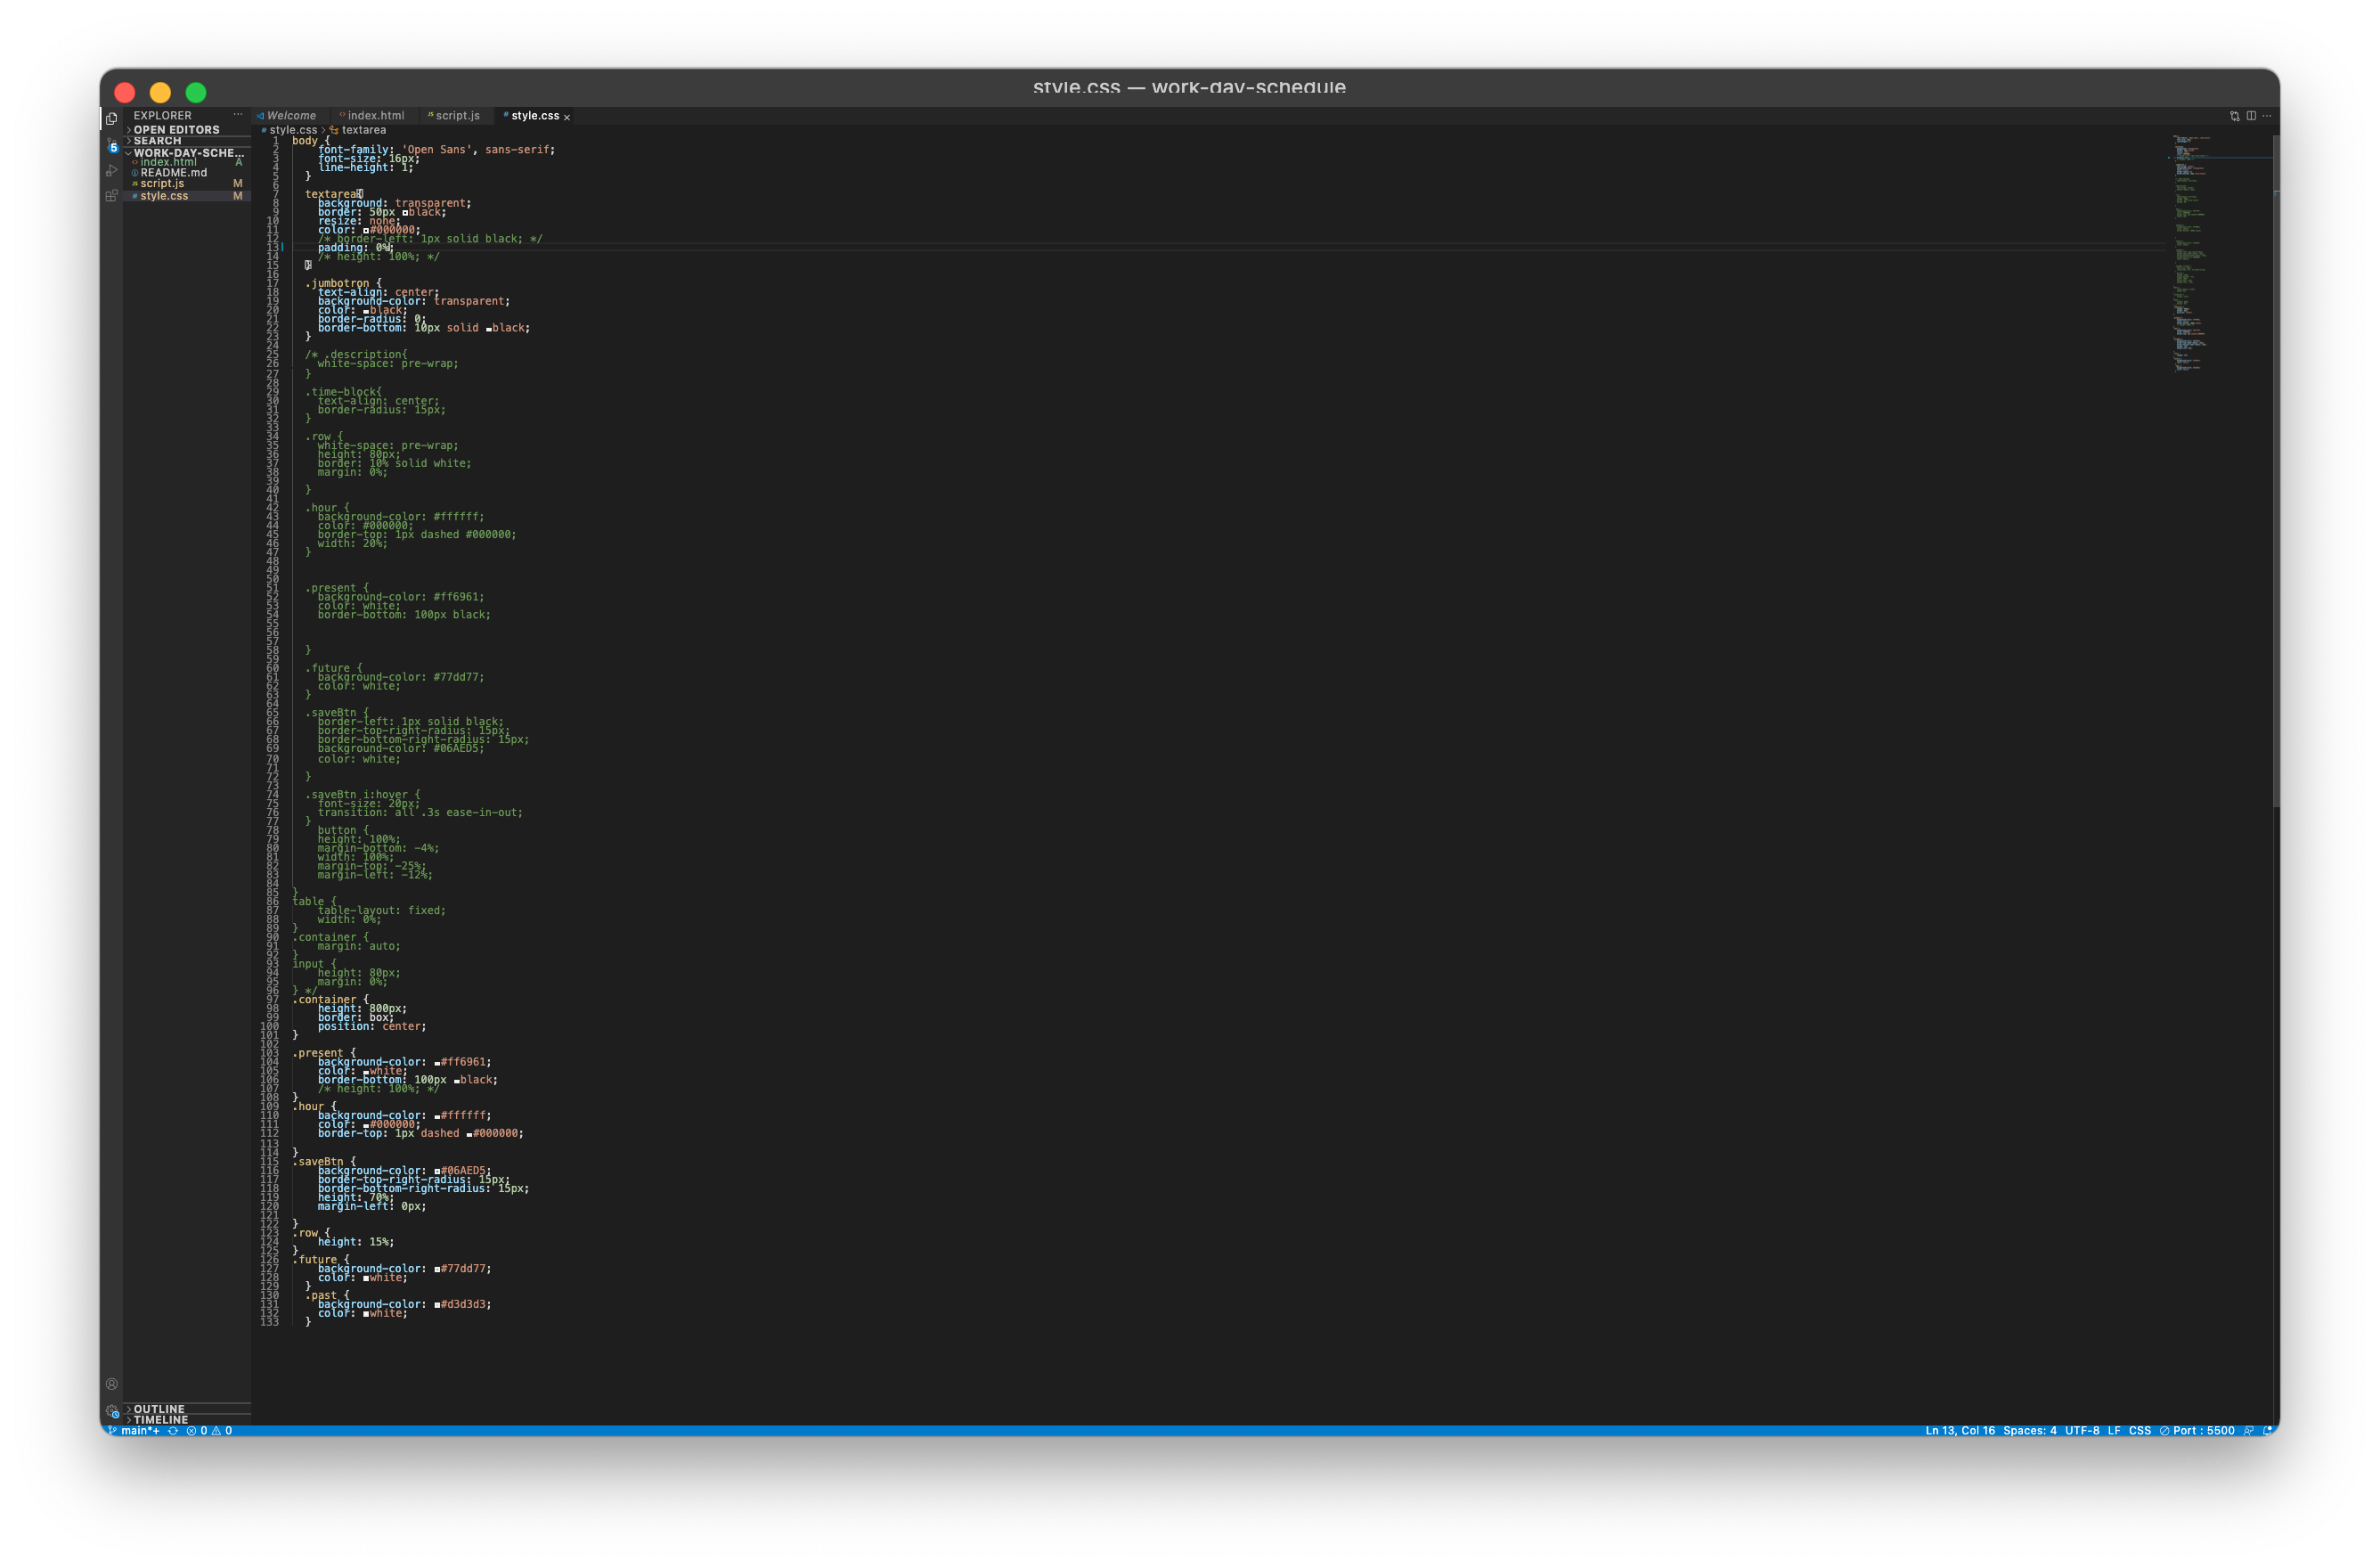 style.css — work-day-schedule
EXPLORER
OPEN EDITORS
SEARCH
WORK-DAY-SCHE...
index.html A
README.md
script.js M
style.css M
5
Welcome
index.html
JS script.js
# style.css ×
# style.css > textarea
1 body {
2 font-family: 'Open Sans', sans-serif;
3 font-size: 16px;
4 line-height: 1;
5 }
6
7 textarea{
8 background: transparent;
9 border: 50px black;
10 resize: none;
11 color: #000000;
12 /* border-left: 1px solid black; */
13 padding: 0%;
14 /* height: 100%; */
15 }
16
17 .jumbotron {
18 text-align: center;
19 background-color: transparent;
20 color: black;
21 border-radius: 0;
22 border-bottom: 10px solid black;
23 }
24
25 /* .description{
26 white-space: pre-wrap;
27 }
28
29 .time-block{
30 text-align: center;
31 border-radius: 15px;
32 }
33
34 .row {
35 white-space: pre-wrap;
36 height: 80px;
37 border: 10% solid white;
38 margin: 0%;
39
40 }
41
42 .hour {
43 background-color: #ffffff;
44 color: #000000;
45 border-top: 1px dashed #000000;
46 width: 20%;
47 }
48
49
50
51 .present {
52 background-color: #ff6961;
53 color: white;
54 border-bottom: 100px black;
55
56
57
58 }
59
60 .future {
61 background-color: #77dd77;
62 color: white;
63 }
64
65 .saveBtn {
66 border-left: 1px solid black;
67 border-top-right-radius: 15px;
68 border-bottom-right-radius: 15px;
69 background-color: #06AED5;
70 color: white;
71
72 }
73
74 .saveBtn i:hover {
75 font-size: 20px;
76 transition: all .3s ease-in-out;
77 }
78 button {
79 height: 100%;
80 margin-bottom: -4%;
81 width: 100%;
82 margin-top: -25%;
83 margin-left: -12%;
84
85 }
86 table {
87 table-layout: fixed;
88 width: 0%;
89 }
90 .container {
91 margin: auto;
92 }
93 input {
94 height: 80px;
95 margin: 0%;
96 } */
97 .container {
98 height: 800px;
99 border: box;
100 position: center;
101 }
102
103 .present {
104 background-color: #ff6961;
105 color: white;
106 border-bottom: 100px black;
107 /* height: 100%; */
108 }
109 .hour {
110 background-color: #ffffff;
111 color: #000000;
112 border-top: 1px dashed #000000;
113
114 }
115 .saveBtn {
116 background-color: #06AED5;
117 border-top-right-radius: 15px;
118 border-bottom-right-radius: 15px;
119 height: 70%;
120 margin-left: 0px;
121
122 }
123 .row {
124 height: 15%;
125 }
126 .future {
127 background-color: #77dd77;
128 color: white;
129 }
130 .past {
131 background-color: #d3d3d3;
132 color: white;
133 }
OUTLINE
TIMELINE
main*+ 0 0 Ln 13, Col 16 Spaces: 4 UTF-8 LF CSS Port : 5500